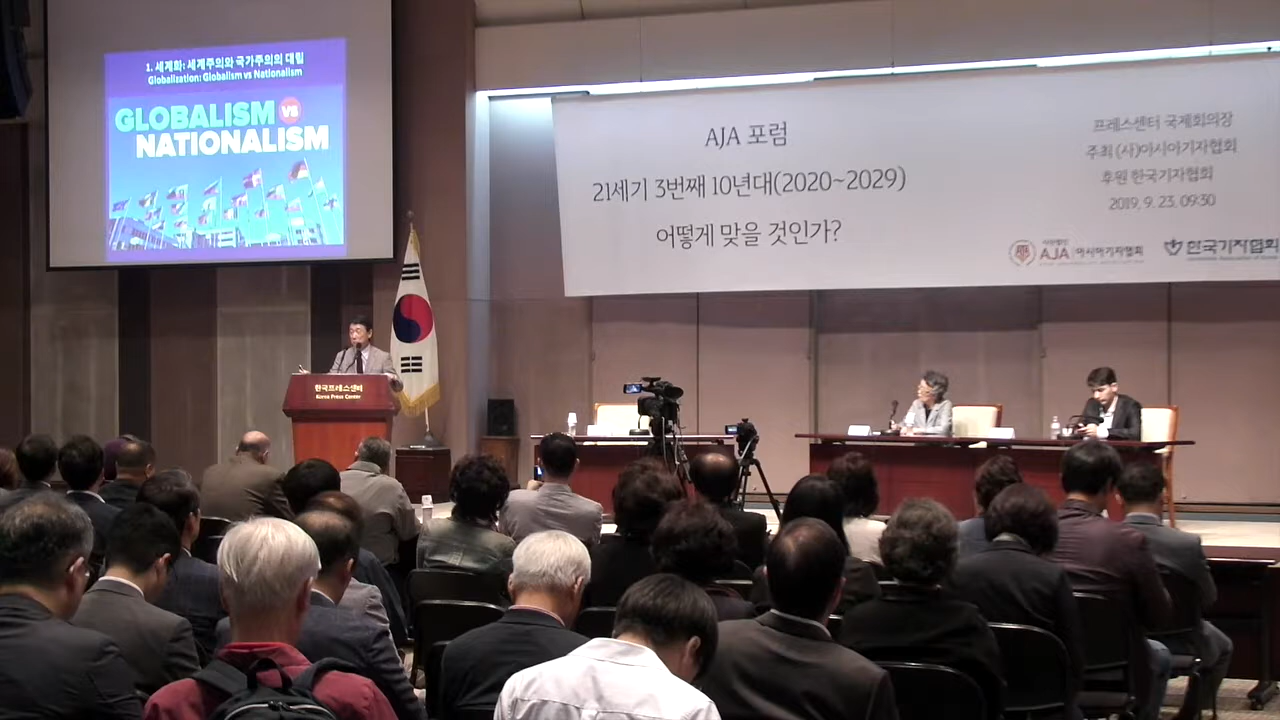 1. 세계화: 세계주의와 국가주의의 대립
Globalization: Globalism vs Nationalism
GLOBALISM VS
NATIONALISM
AJA 포럼
21세기 3번째 10년대(2020~2029)
어떻게 맞을 것인가?
프레스센터 국제회의장
주최 (사)아시아기자협회
후원 한국기자협회
2019. 9. 23. 09:30
사단법인
AJA 아시아기자협회
한국기자협회
한국프레스센터
Korea Press Center